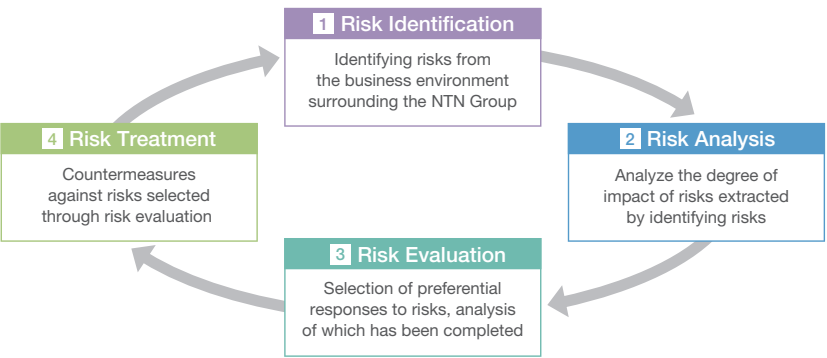 1 Risk Identification
Identifying risks from
the business environment
surrounding the NTN Group
2 Risk Analysis
Analyze the degree of
impact of risks extracted
by identifying risks
3 Risk Evaluation
Selection of preferential
responses to risks, analysis
of which has been completed
4 Risk Treatment
Countermeasures
against risks selected
through risk evaluation